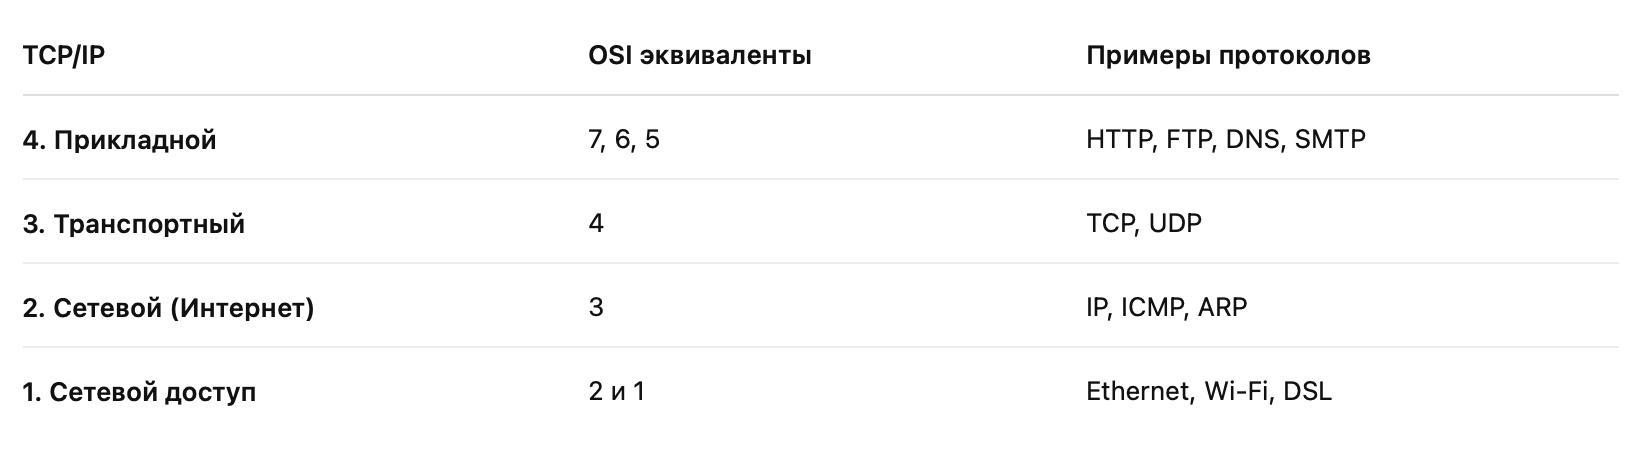 TCP/IP OSI эквиваленты Примеры протоколов
4. Прикладной 7, 6, 5 HTTP, FTP, DNS, SMTP
3. Транспортный 4 TCP, UDP
2. Сетевой (Интернет) 3 IP, ICMP, ARP
1. Сетевой доступ 2 и 1 Ethernet, Wi-Fi, DSL